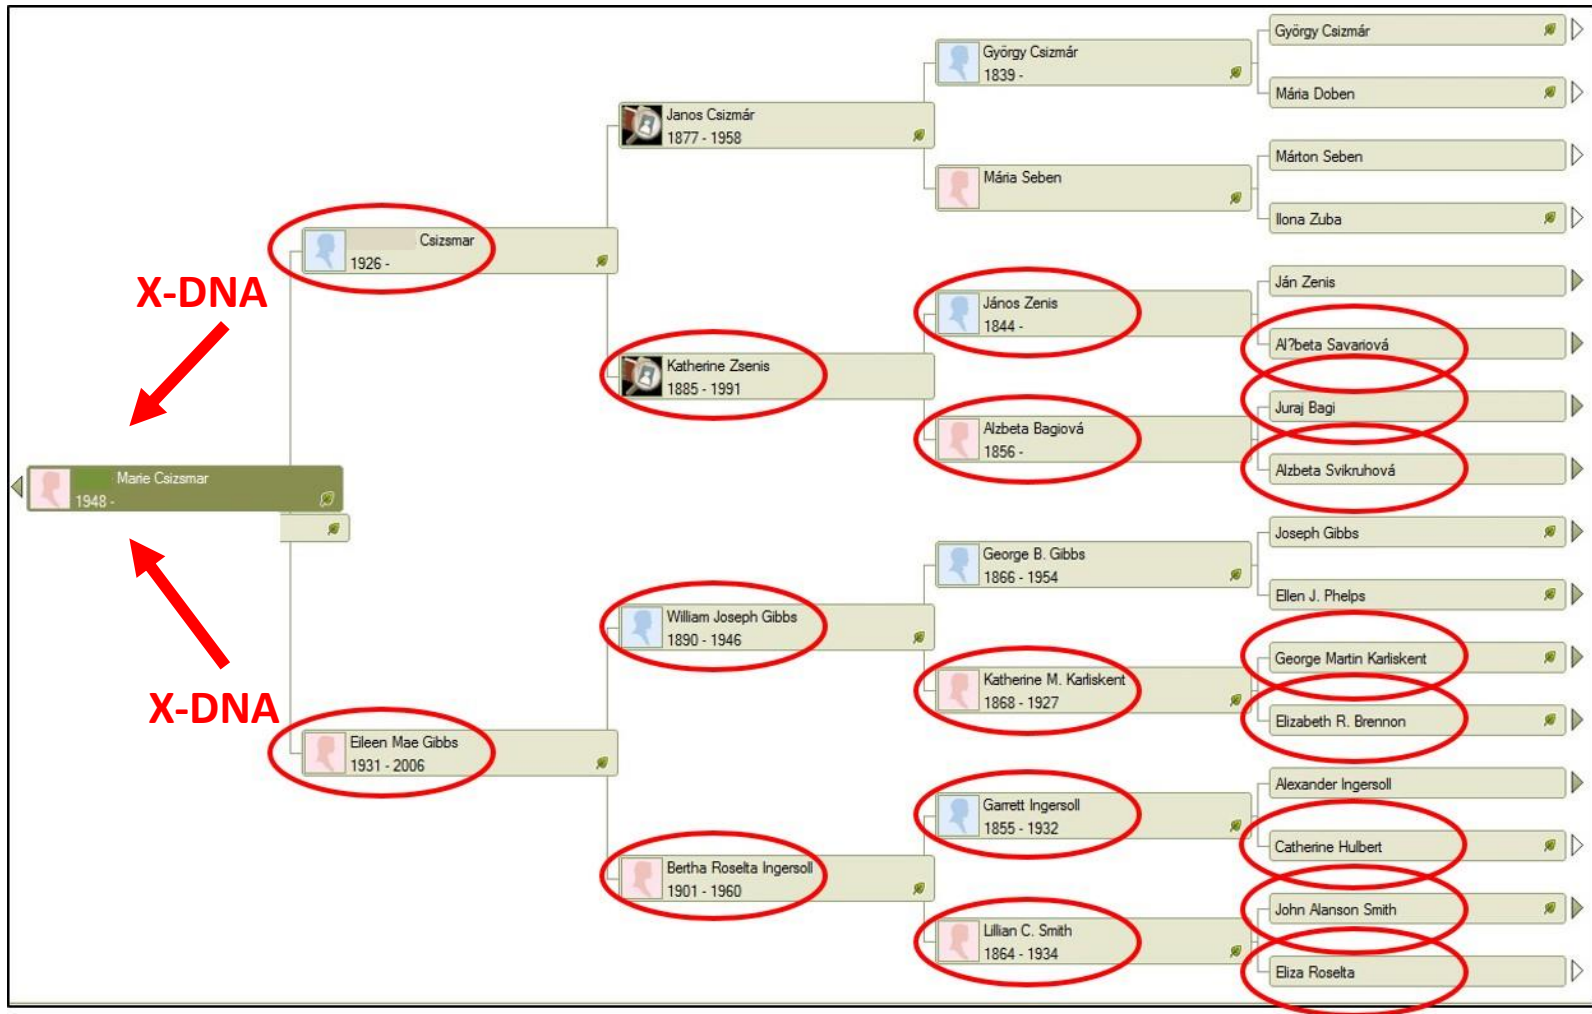 György Csizmár
György Csizmár
1839 -
Mária Doben
Janos Csizmár
1877 - 1958
Márton Seben
Mária Seben
Ilona Zuba
Csizsmar
1926 -
X-DNA
Ján Zenis
János Zenis
1844 -
Al?beta Savariová
Katherine Zsenis
1885 - 1991
Juraj Bagi
Alzbeta Bagiová
1856 -
Alzbeta Svikruhová
Marie Csizsmar
1948 -
Joseph Gibbs
George B. Gibbs
1866 - 1954
Ellen J. Phelps
William Joseph Gibbs
1890 - 1946
George Martin Karliskent
Katherine M. Karliskent
1868 - 1927
Elizabeth R. Brennon
X-DNA
Eileen Mae Gibbs
1931 - 2006
Alexander Ingersoll
Garrett Ingersoll
1855 - 1932
Catherine Hulbert
Bertha Roselta Ingersoll
1901 - 1960
John Alanson Smith
Lillian C. Smith
1864 - 1934
Eliza Roselta